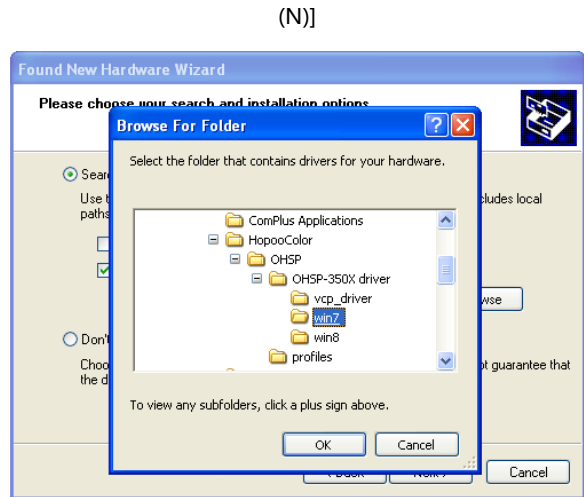 (N)]
Found New Hardware Wizard
Please choose your search and installation options.
Browse For Folder
Select the folder that contains drivers for your hardware.
Use
cludes local
paths
ComPlus Applications
HopooColor
OHSP
OHSP-350X driver
vcp_driver
wse
win7
win8
Don't
profiles
Choo
ot guarantee that
the d
To view any subfolders, click a plus sign above.
OK
Cancel
Cancel